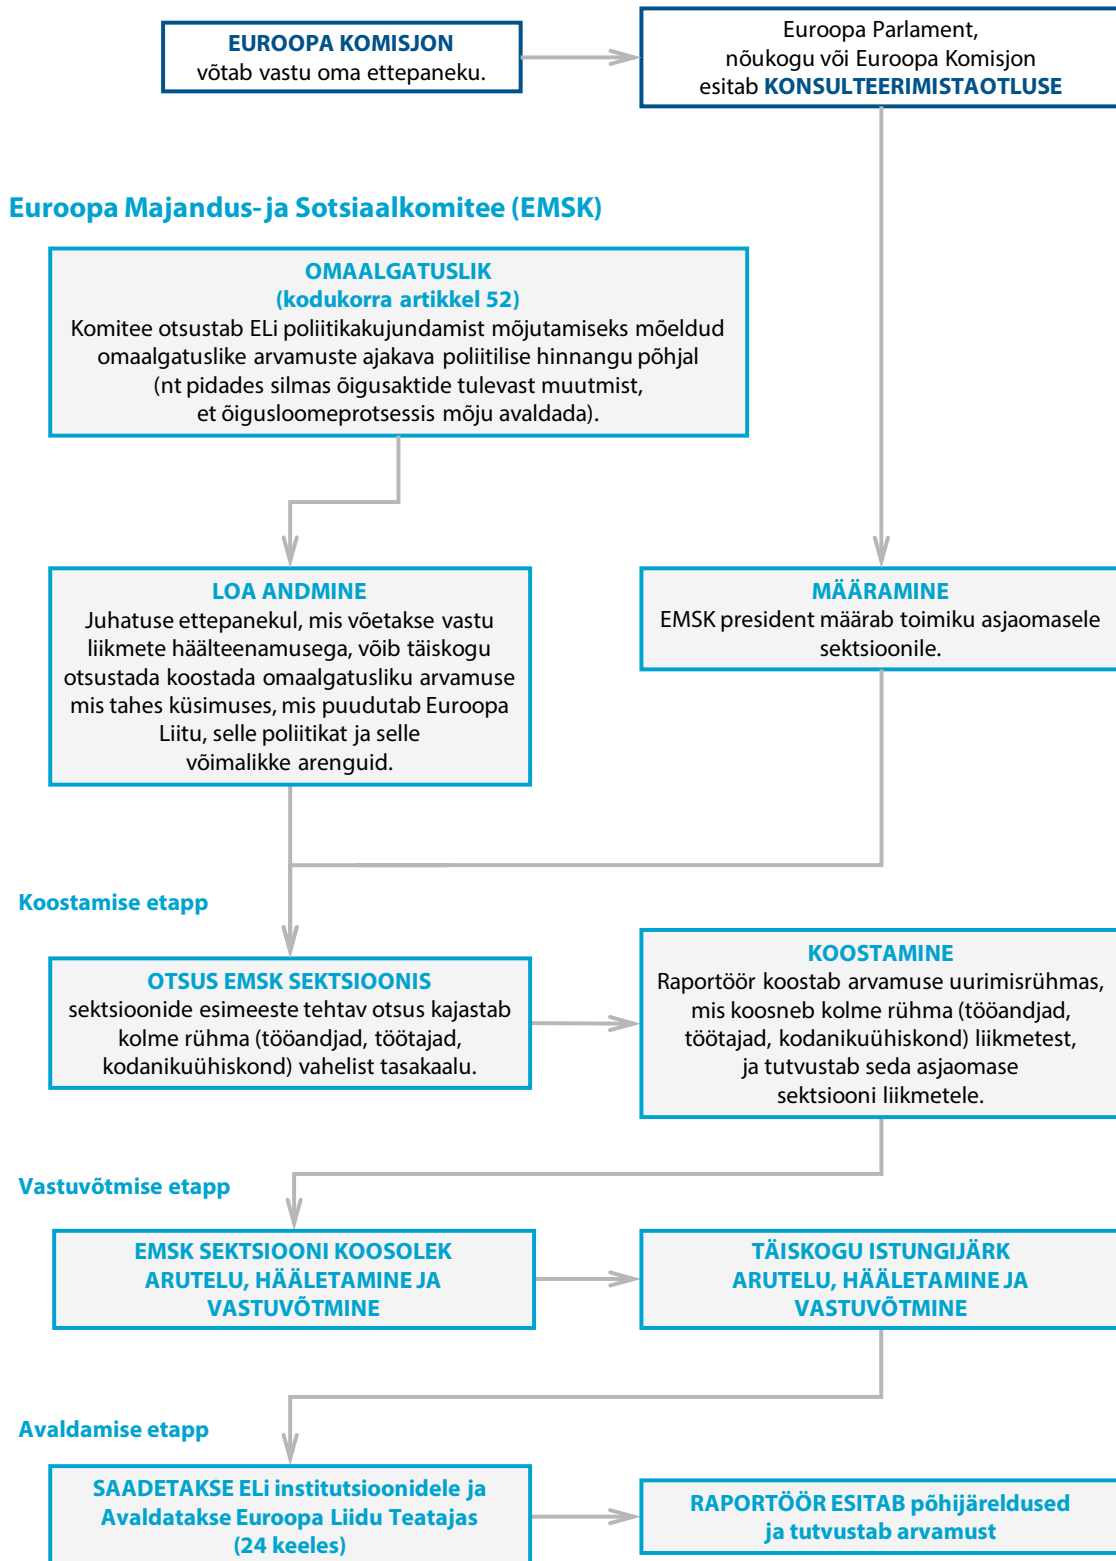 EUROOPA KOMISJON
võtab vastu oma ettepaneku.
Euroopa Parlament,
nõukogu või Euroopa Komisjon
esitab KONSULTEERIMISTAOTLUSE
Euroopa Majandus- ja Sotsiaalkomitee (EMSK)
OMAALGATUSLIK
(kodukorra artikkel 52)
Komitee otsustab ELi poliitikakujundamist mõjutamiseks mõeldud
omaalgatuslike arvamuste ajakava poliitilise hinnangu põhjal
(nt pidades silmas õigusaktide tulevast muutmist,
et õigusloomeprotsessis mõju avaldada).
LOA ANDMINE
Juhatuse ettepanekul, mis võetakse vastu
liikmete häälteenamusega, võib täiskogu
otsustada koostada omaalgatusliku arvamuse
mis tahes küsimuses, mis puudutab Euroopa
Liitu, selle poliitikat ja selle
võimalikke arenguid.
MÄÄRAMINE
EMSK president määrab toimiku asjaomasele
sektsioonile.
Koostamise etapp
OTSUS EMSK SEKTSIOONIS
sektsioonide esimeeste tehtav otsus kajastab
kolme rühma (tööandjad, töötajad,
kodanikuühiskond) vahelist tasakaalu.
KOOSTAMINE
Raportöör koostab arvamuse uurimisrühmas,
mis koosneb kolme rühma (tööandjad,
töötajad, kodanikuühiskond) liikmetest,
ja tutvustab seda asjaomase
sektsiooni liikmetele.
Vastuvõtmise etapp
EMSK SEKTSIOONI KOOSOLEK
ARUTELU, HÄÄLETAMINE JA
VASTUVÕTMINE
TÄISKOGU ISTUNGIJÄRK
ARUTELU, HÄÄLETAMINE JA
VASTUVÕTMINE
Avaldamise etapp
SAADETAKSE ELi institutsioonidele ja
Avaldatakse Euroopa Liidu Teatajas
(24 keeles)
RAPORTÖÖR ESITAB põhijäreldused
ja tutvustab arvamust